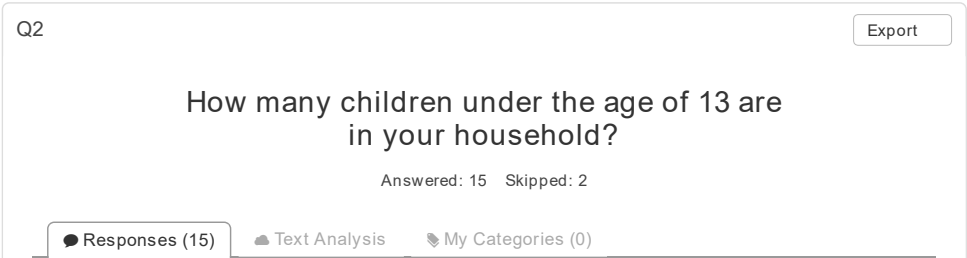 Q2
Export
How many children under the age of 13 are
in your household?
Answered: 15 Skipped: 2
Responses (15) Text Analysis My Categories (0)